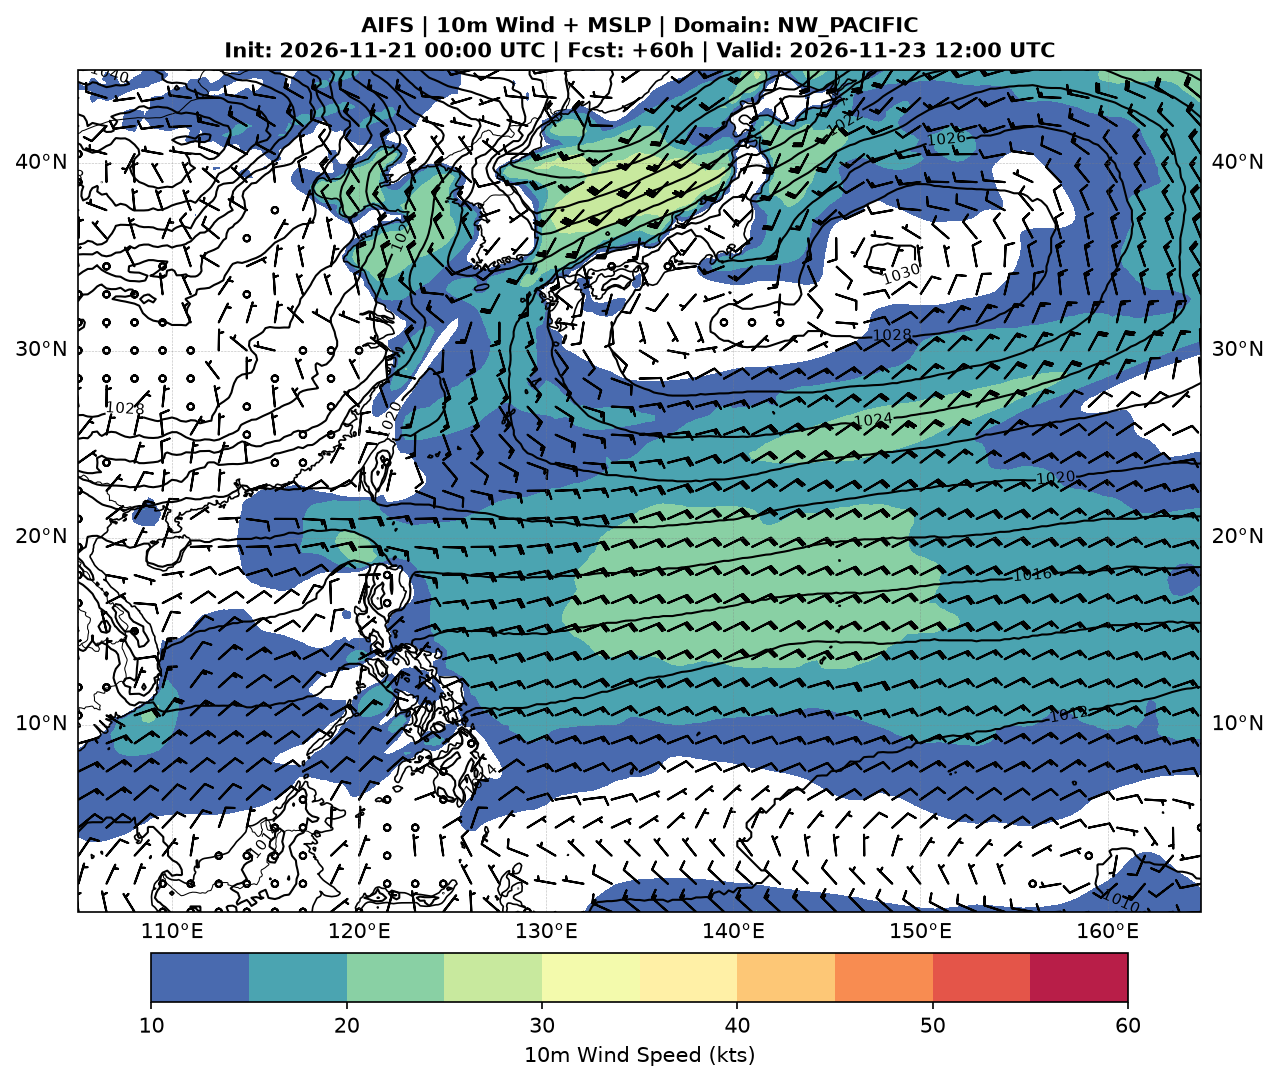 AIFS | 10m Wind + MSLP | Domain: NW_PACIFIC
Init: 2026-11-21 00:00 UTC | Fcst: +60h | Valid: 2026-11-23 12:00 UTC
1040
1022
1026
40°N
40°N
1030
1028
30°N
30°N
1028
1020
1024
1020
20°N
20°N
1016
10°N
10°N
1012
1010
110°E
120°E
130°E
140°E
150°E
160°E
10
20
30
40
50
60
10m Wind Speed (kts)